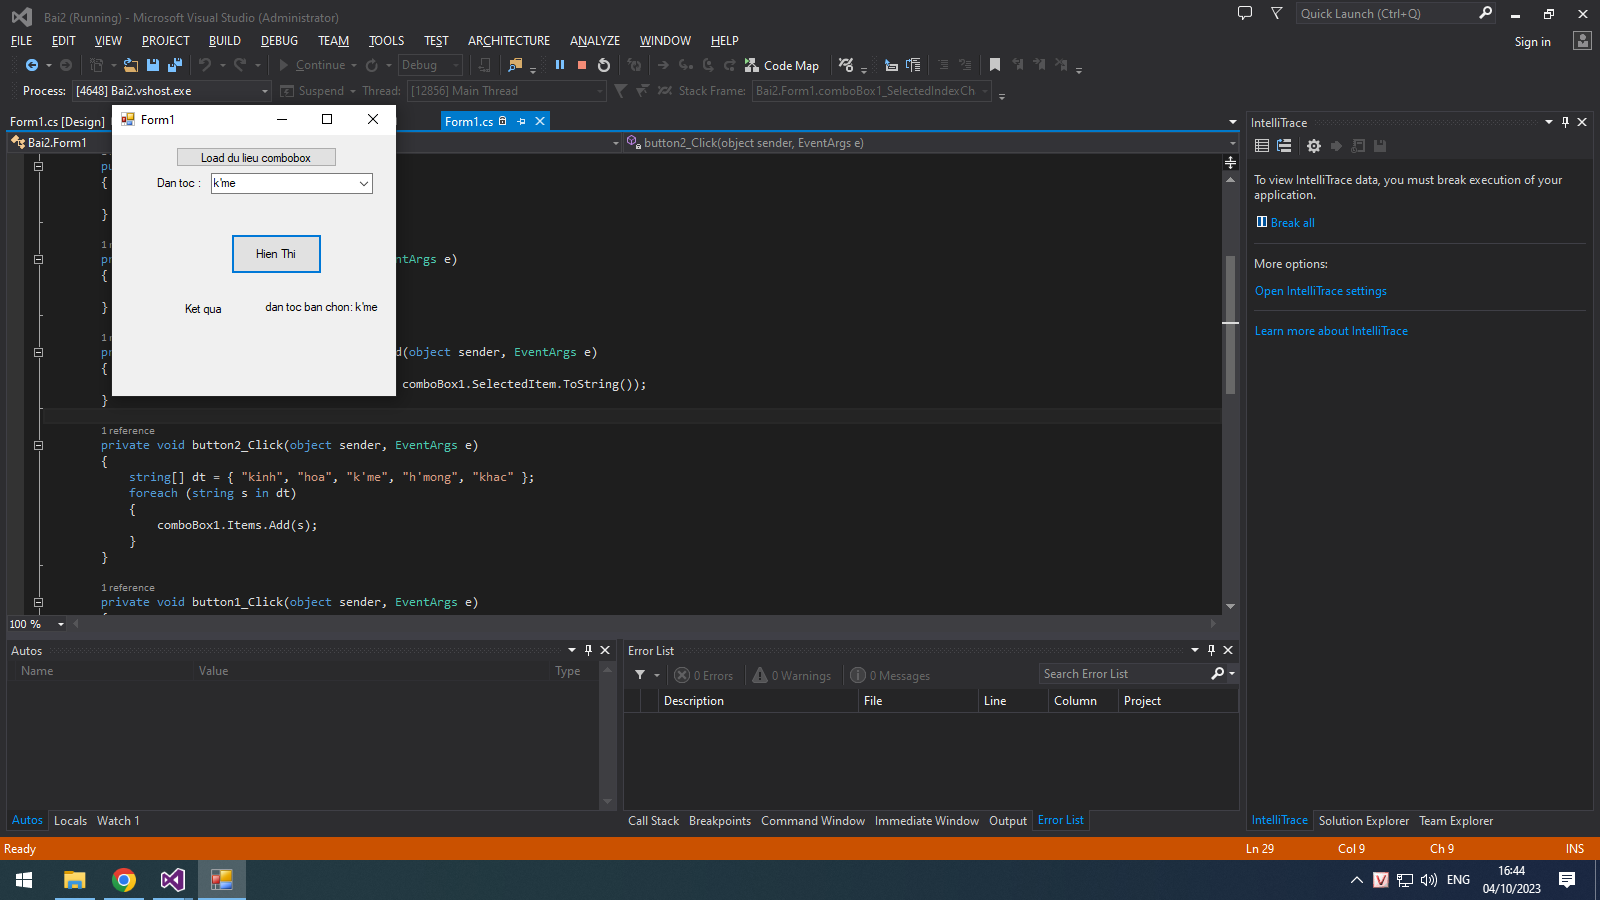 Bai2 (Running) - Microsoft Visual Studio (Administrator)
Quick Launch (Ctrl+Q)
FILE EDIT VIEW PROJECT BUILD DEBUG TEAM TOOLS TEST ARCHITECTURE ANALYZE WINDOW HELP
Sign in
Continue Debug Code Map
Process: [4648] Bai2.vshost.exe Suspend Thread: [12856] Main Thread Stack Frame: Bai2.Form1.comboBox1_SelectedIndexCh
Form1.cs [Design] Form1.cs
Bai2.Form1 button2_Click(object sender, EventArgs e)
Form1
Load du lieu combobox
Dan toc : k'me
Hien Thi
Ket qua dan toc ban chon: k'me
pu
{
}
1
pr ntArgs e)
{
}
1
pr d(object sender, EventArgs e)
{
comboBox1.SelectedItem.ToString());
}
1 reference
private void button2_Click(object sender, EventArgs e)
{
string[] dt = { "kinh", "hoa", "k'me", "h'mong", "khac" };
foreach (string s in dt)
{
comboBox1.Items.Add(s);
}
}
1 reference
private void button1_Click(object sender, EventArgs e)
100 %
IntelliTrace
To view IntelliTrace data, you must break execution of your
application.
Break all
More options:
Open IntelliTrace settings
Learn more about IntelliTrace
Autos
Name Value Type
Autos Locals Watch 1
Error List
0 Errors 0 Warnings 0 Messages Search Error List
Description File Line Column Project
Call Stack Breakpoints Command Window Immediate Window Output Error List
IntelliTrace Solution Explorer Team Explorer
Ready Ln 29 Col 9 Ch 9 INS
ENG
16:44
04/10/2023